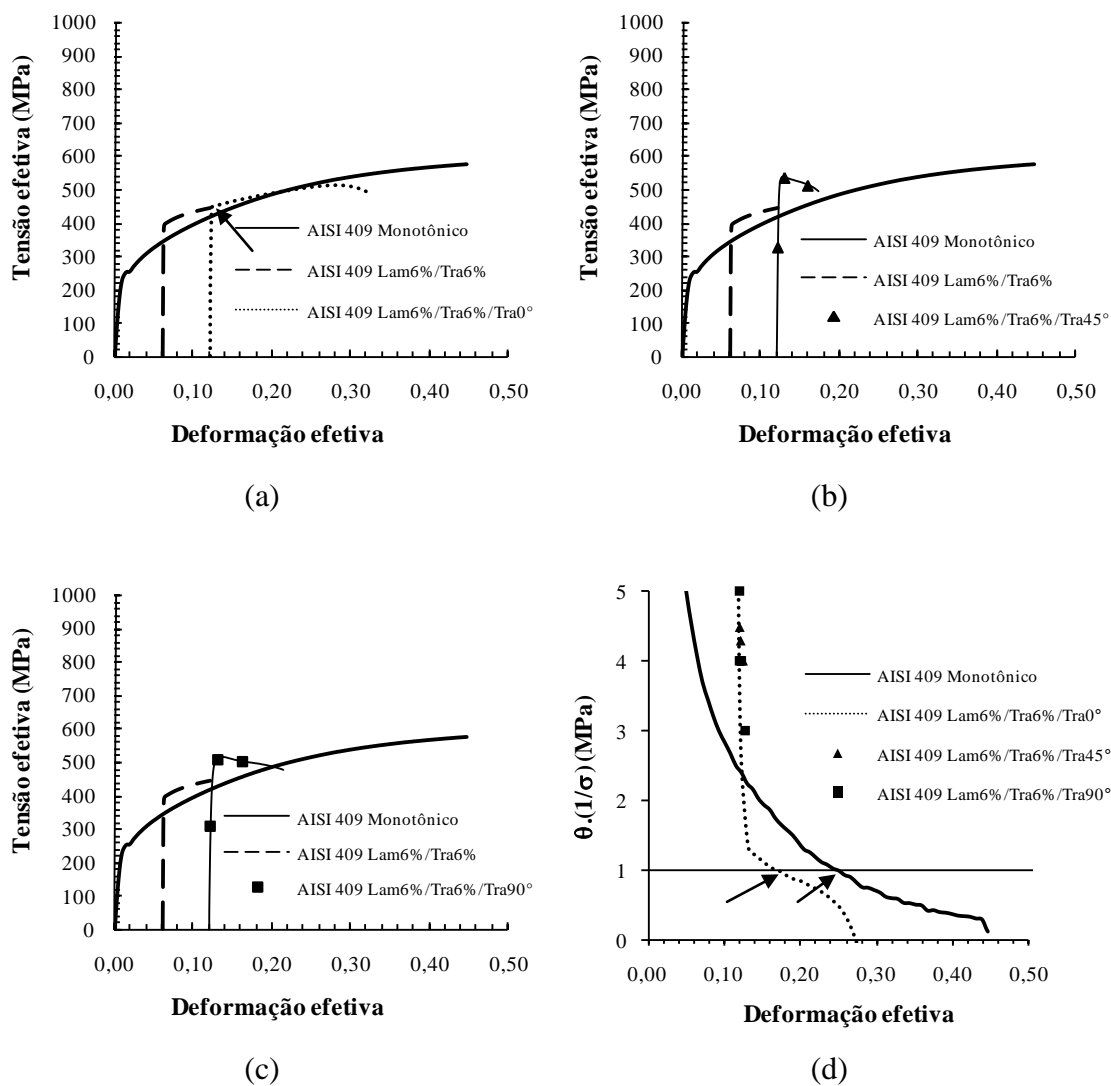 1000
900
800
700
600
500
400
300
200
100
0
Tensão efetiva (MPa)
AISI 409 Monotônico
AISI 409 Lam6%/Tra6%
AISI 409 Lam6%/Tra6%/Tra0°
0,00 0,10 0,20 0,30 0,40 0,50
Deformação efetiva
(a)
1000
900
800
700
600
500
400
300
200
100
0
Tensão efetiva (MPa)
AISI 409 Monotônico
AISI 409 Lam6%/Tra6%
AISI 409 Lam6%/Tra6%/Tra45°
0,00 0,10 0,20 0,30 0,40 0,50
Deformação efetiva
(b)
1000
900
800
700
600
500
400
300
200
100
0
Tensão efetiva (MPa)
AISI 409 Monotônico
AISI 409 Lam6%/Tra6%
AISI 409 Lam6%/Tra6%/Tra90°
0,00 0,10 0,20 0,30 0,40 0,50
Deformação efetiva
(c)
5
4
3
2
1
0
θ.(1/σ) (MPa)
AISI 409 Monotônico
AISI 409 Lam6%/Tra6%/Tra0°
AISI 409 Lam6%/Tra6%/Tra45°
AISI 409 Lam6%/Tra6%/Tra90°
0,00 0,10 0,20 0,30 0,40 0,50
Deformação efetiva
(d)